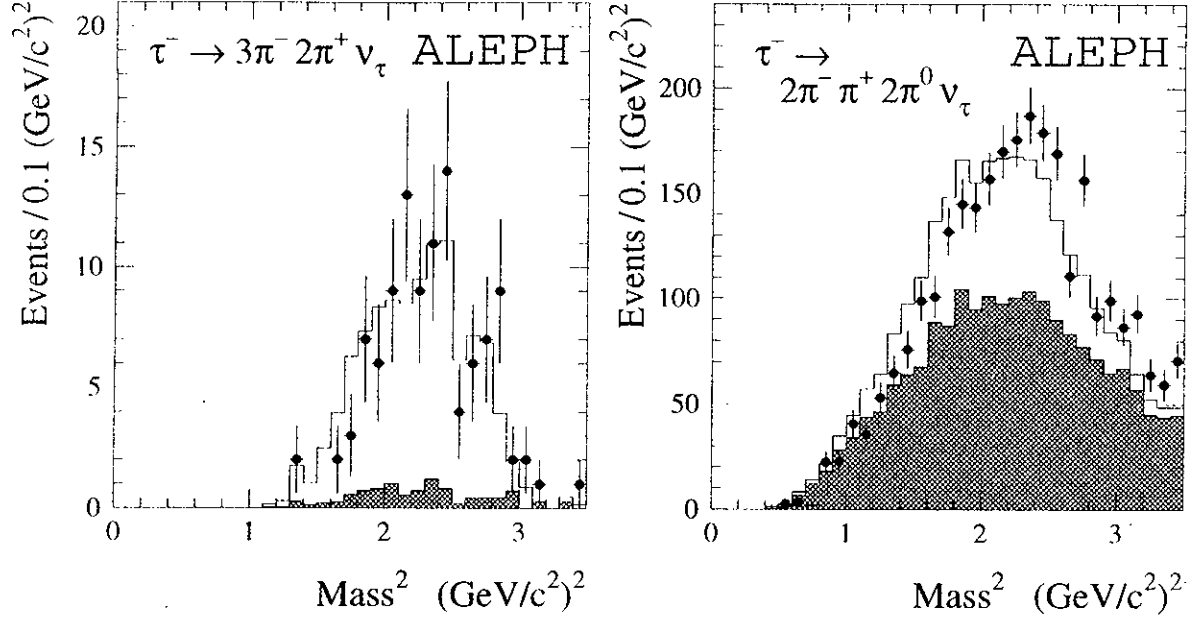 τ⁻ → 3π⁻ 2π⁺ ν_τ ALEPH
Events / 0.1 (GeV/c²)²
20
15
10
5
0
0 1 2 3
Mass² (GeV/c²)²
τ⁻ → ALEPH
2π⁻ π⁺ 2π⁰ ν_τ
Events / 0.1 (GeV/c²)²
200
150
100
50
0
0 1 2 3
Mass² (GeV/c²)²